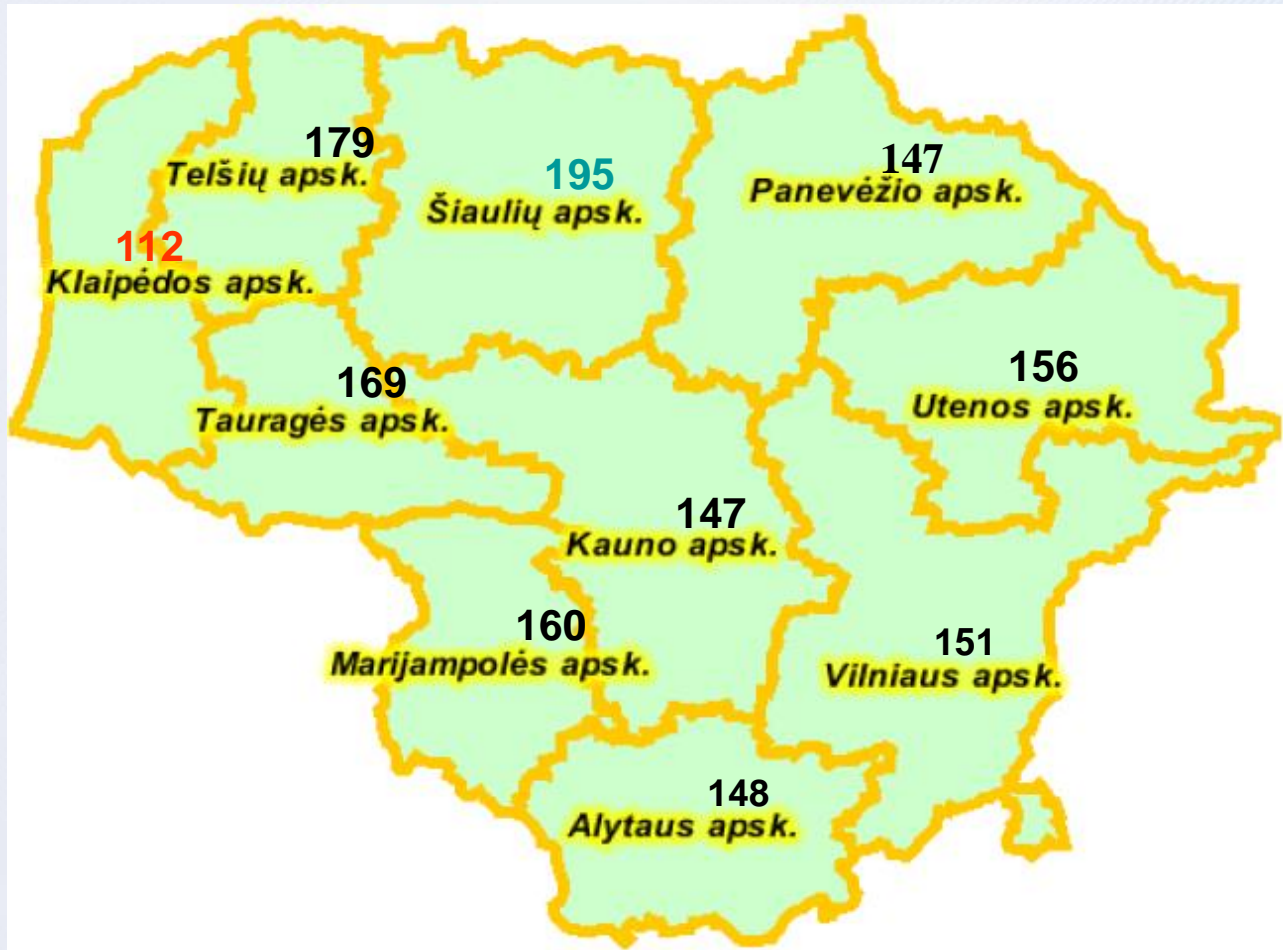 179
Telšių apsk.
195
Šiaulių apsk.
147
Panevėžio apsk.
112
Klaipėdos apsk.
169
Tauragės apsk.
156
Utenos apsk.
147
Kauno apsk.
160
Marijampolės apsk.
151
Vilniaus apsk.
148
Alytaus apsk.